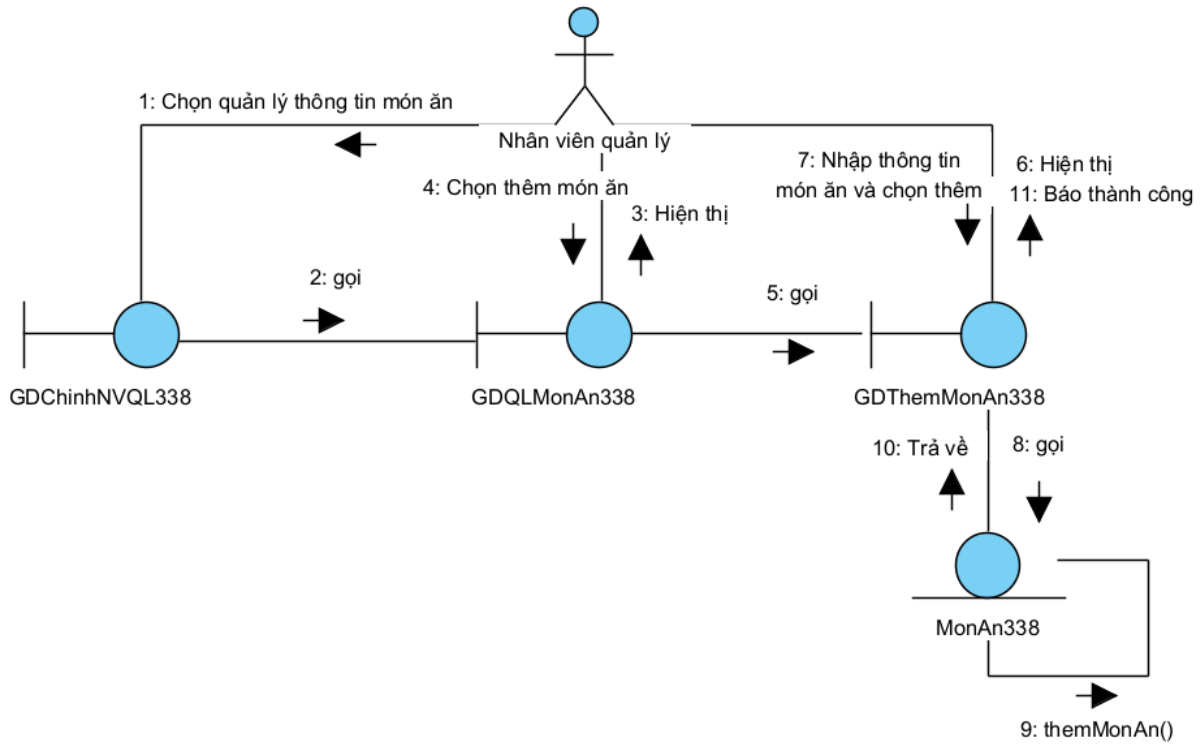 1: Chọn quản lý thông tin món ăn
Nhân viên quản lý
4: Chọn thêm món ăn
3: Hiện thị
7: Nhập thông tin
món ăn và chọn thêm
6: Hiện thị
11: Báo thành công
2: gọi
5: gọi
GDChinhNVQL338
GDQLMonAn338
GDThemMonAn338
10: Trả về
8: gọi
MonAn338
9: themMonAn()